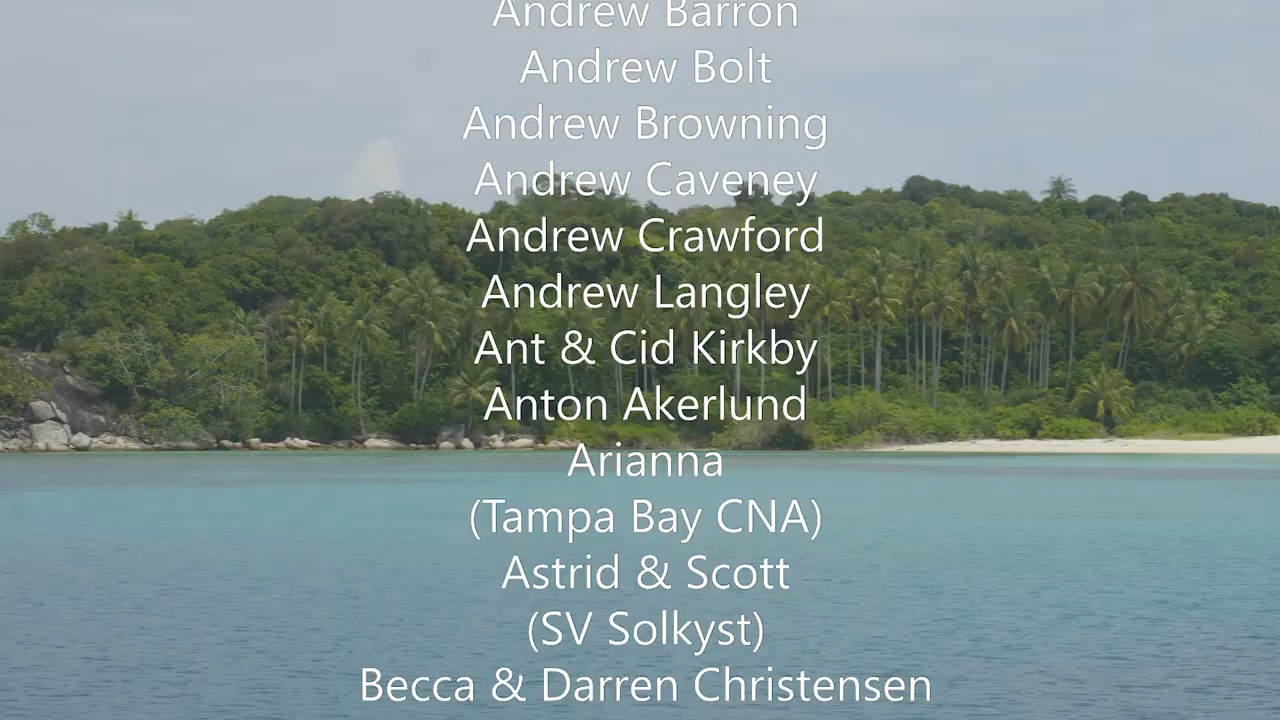 Andrew Barron
Andrew Bolt
Andrew Browning
Andrew Caveney
Andrew Crawford
Andrew Langley
Ant & Cid Kirkby
Anton Akerlund
Arianna
(Tampa Bay CNA)
Astrid & Scott
(SV Solkyst)
Becca & Darren Christensen